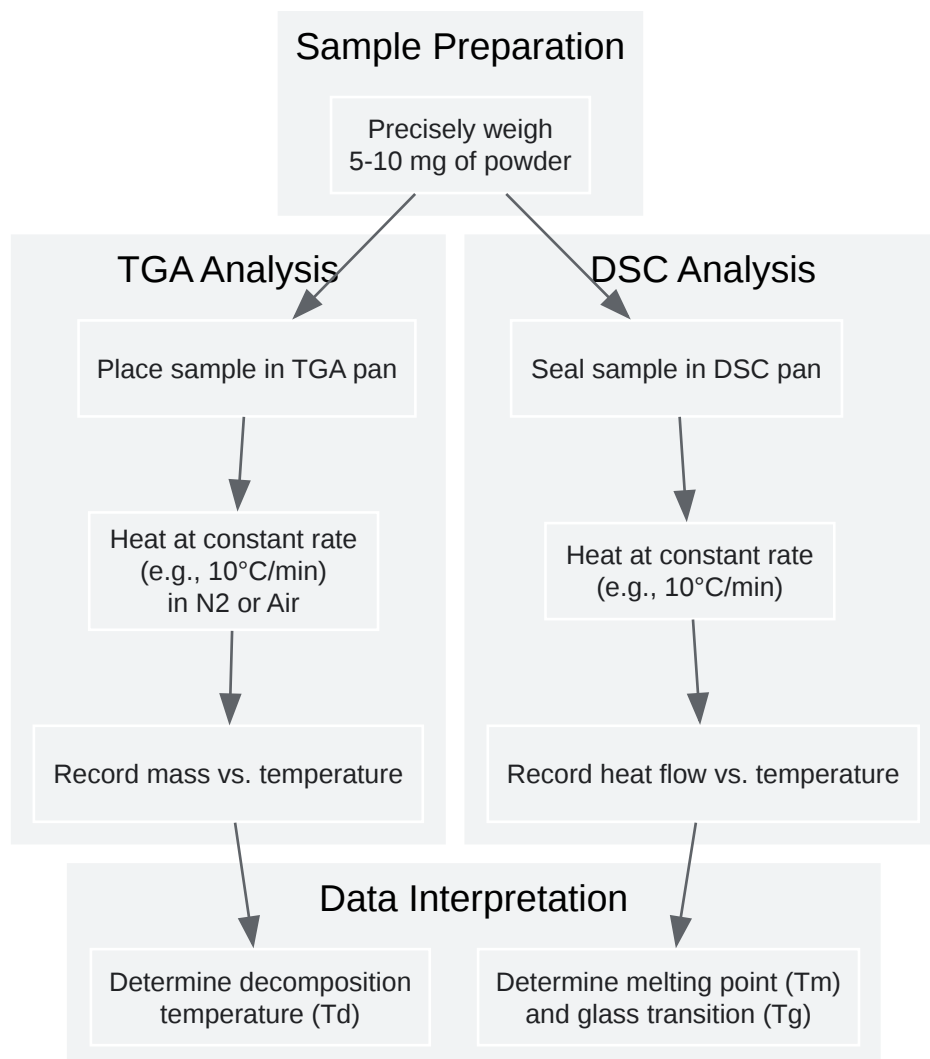 Sample Preparation
Precisely weigh
5-10 mg of powder
TGA Analysis
Place sample in TGA pan
Heat at constant rate
(e.g., 10°C/min)
in N2 or Air
Record mass vs. temperature
DSC Analysis
Seal sample in DSC pan
Heat at constant rate
(e.g., 10°C/min)
Record heat flow vs. temperature
Data Interpretation
Determine decomposition
temperature (Td)
Determine melting point (Tm)
and glass transition (Tg)